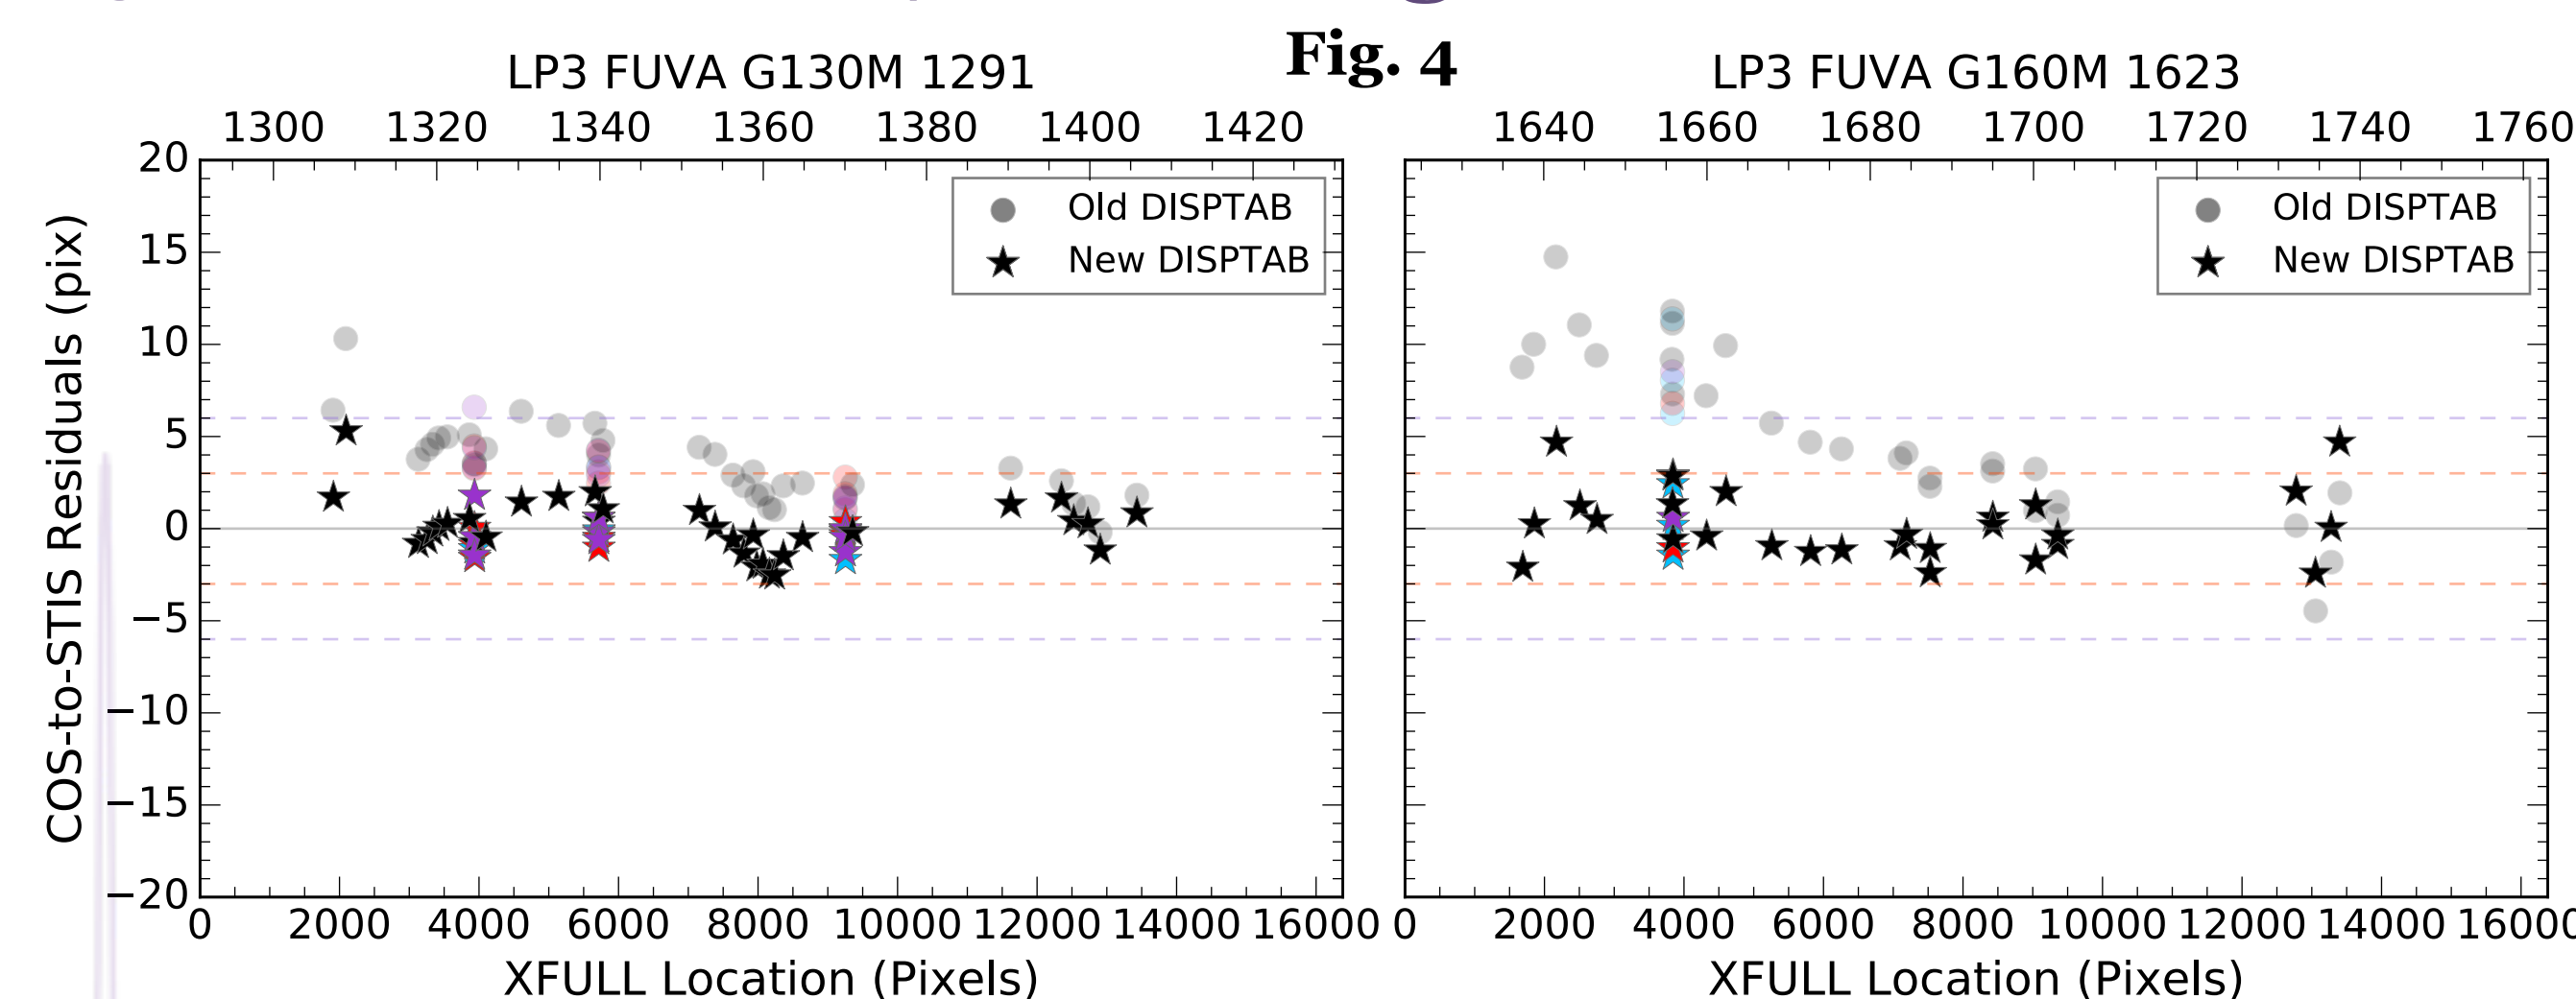 Fig. 4
LP3 FUVA G130M 1291
1300 1320 1340 1360 1380 1400 1420
20
15
10
5
0
−5
−10
−15
−20
COS-to-STIS Residuals (pix)
Old DISPTAB
New DISPTAB
0 2000 4000 6000 8000 10000 12000 14000 16000
XFULL Location (Pixels)
LP3 FUVA G160M 1623
1640 1660 1680 1700 1720 1740 1760
Old DISPTAB
New DISPTAB
0 2000 4000 6000 8000 10000 12000 14000 16000
XFULL Location (Pixels)